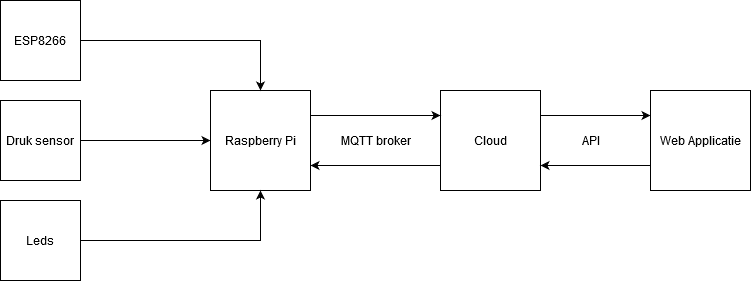 ESP8266
Druk sensor
Raspberry Pi
MQTT broker
Cloud
API
Web Applicatie
Leds